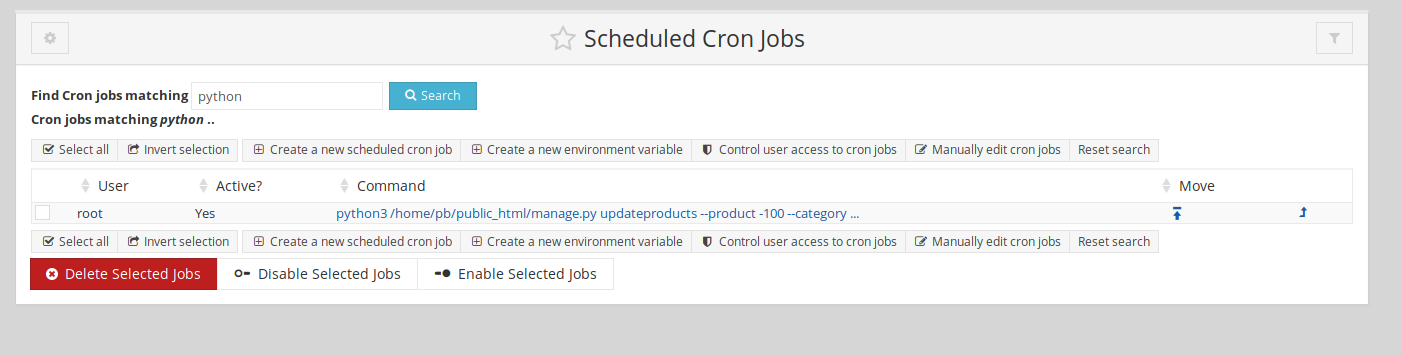 Scheduled Cron Jobs
Find Cron jobs matching python Search
Cron jobs matching python ..
Select all Invert selection Create a new scheduled cron job Create a new environment variable Control user access to cron jobs Manually edit cron jobs Reset search
User Active? Command Move
root Yes python3 /home/pb/public_html/manage.py updateproducts --product -100 --category ...
Select all Invert selection Create a new scheduled cron job Create a new environment variable Control user access to cron jobs Manually edit cron jobs Reset search
Delete Selected Jobs Disable Selected Jobs Enable Selected Jobs